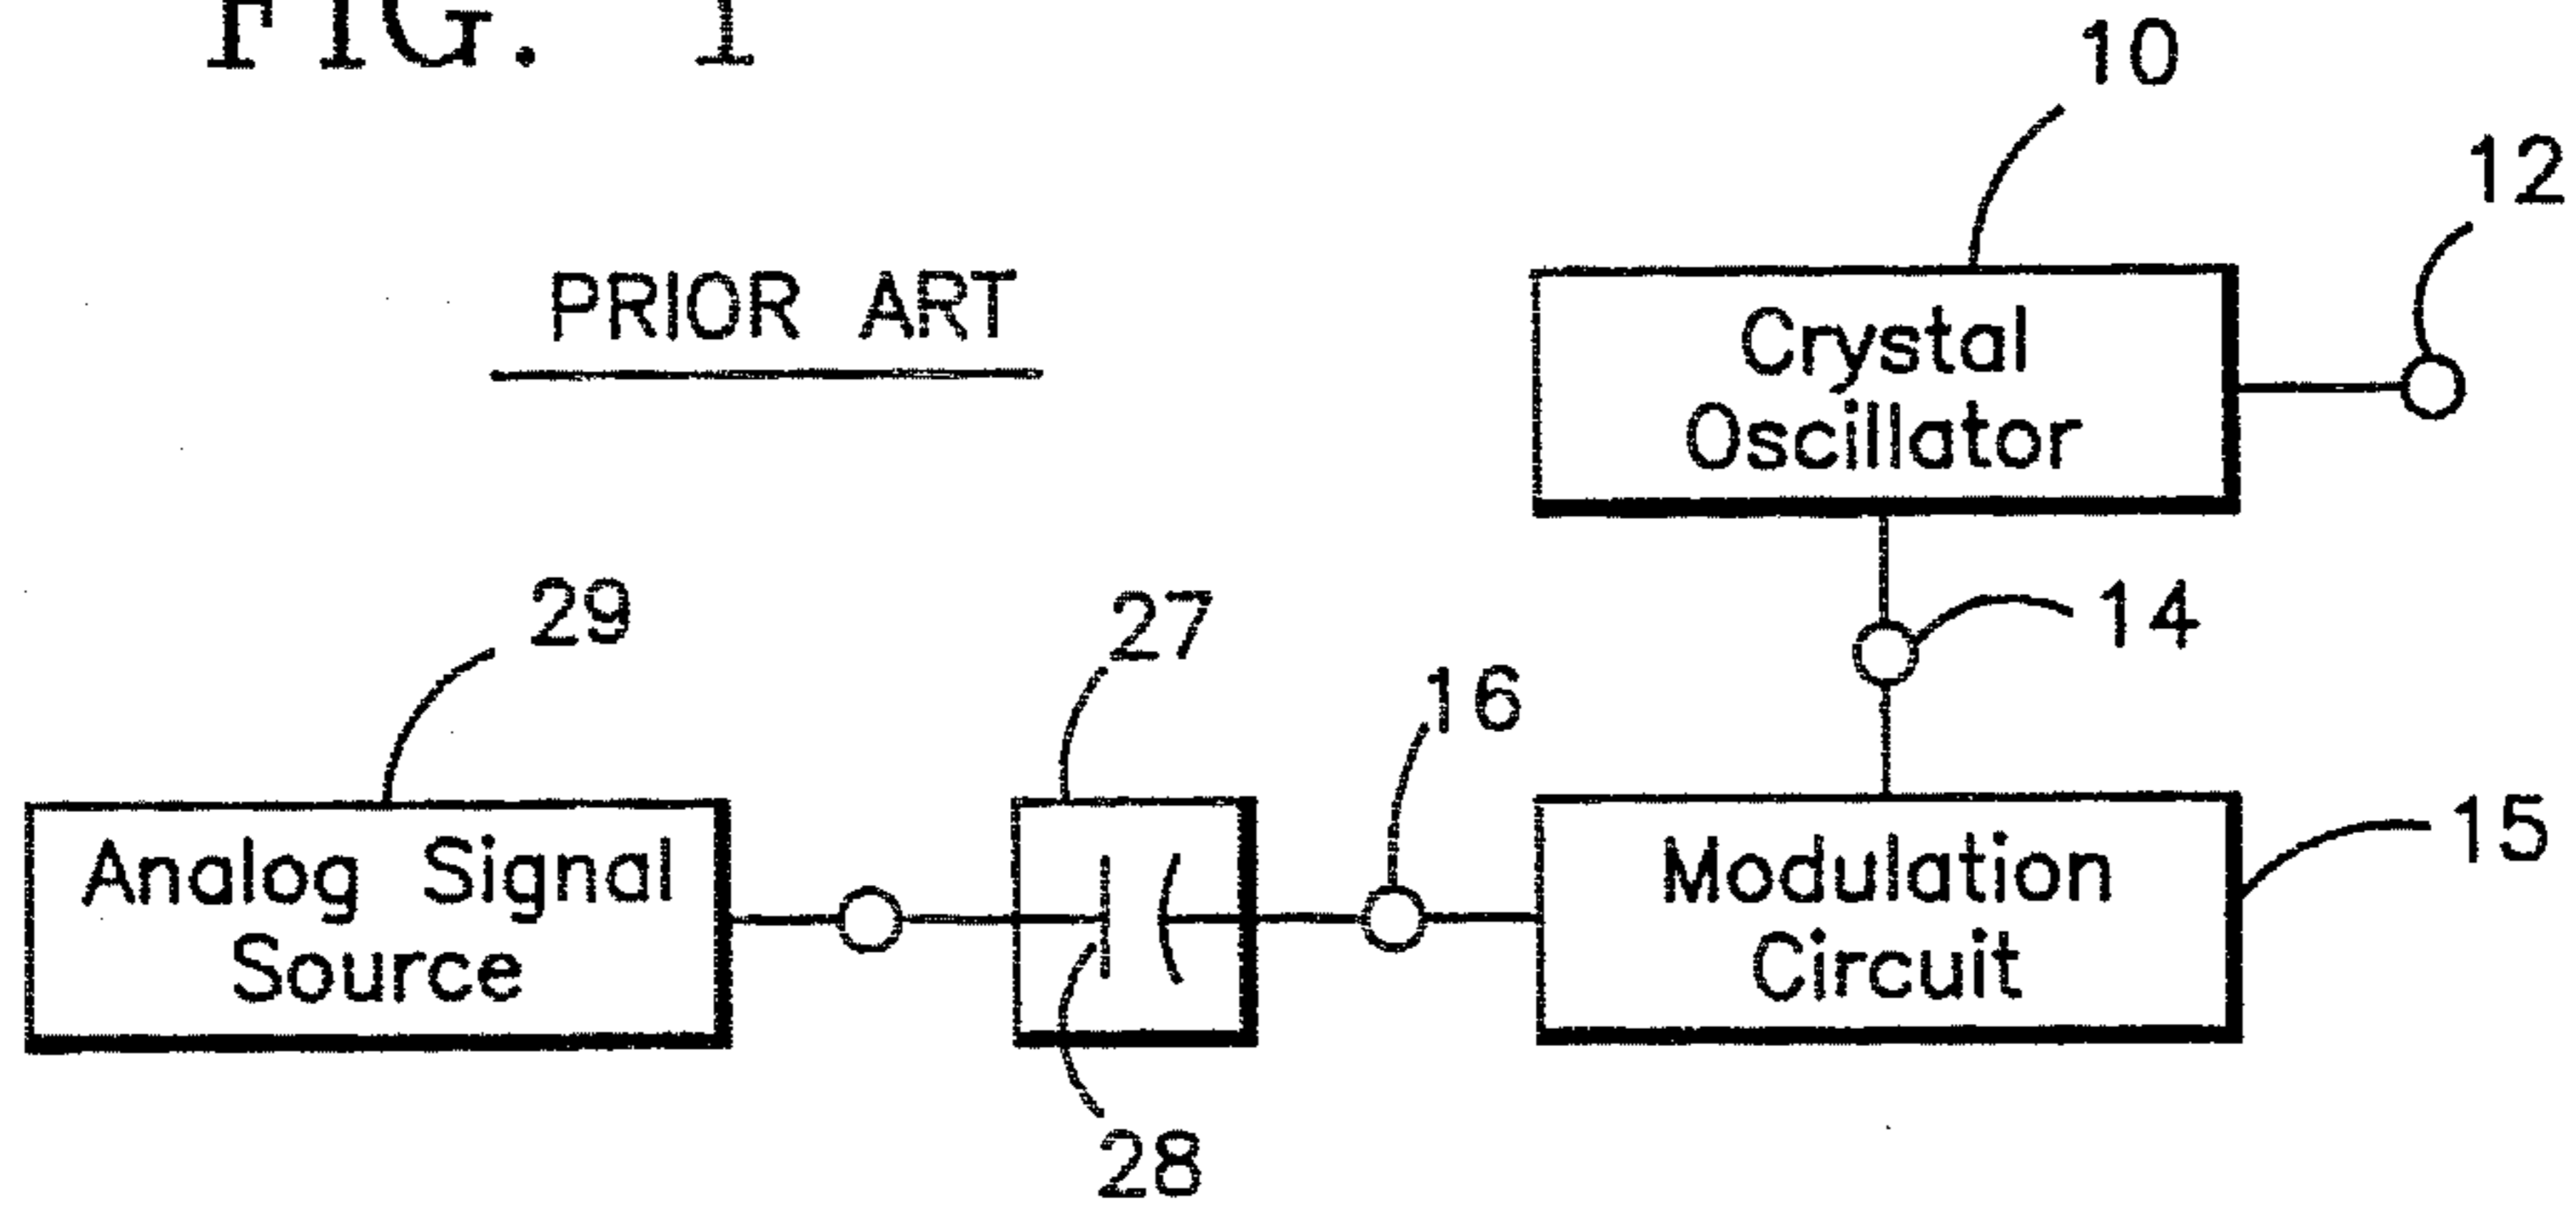 FIG. 1
10
12
PRIOR ART
Crystal
Oscillator
29
27
14
16
15
Analog Signal
Source
Modulation
Circuit
28